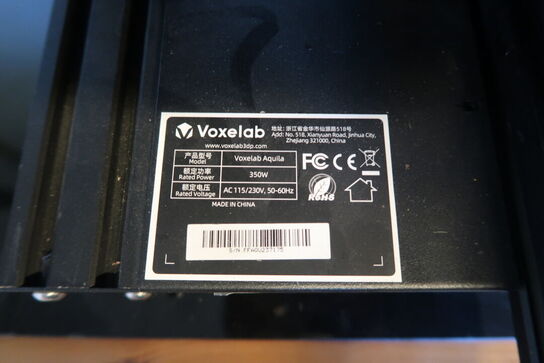 Voxelab
www.voxelab3dp.com
地址: 浙江省金华市仙源路518号
Add: No. 518, Xianyuan Road, Jinhua City,
Zhejiang 321000, China
产品型号
Model
Voxelab Aquila
额定功率
Rated Power
350W
额定电压
Rated Voltage
AC 115/230V, 50-60Hz
MADE IN CHINA
FC CE
RoHS